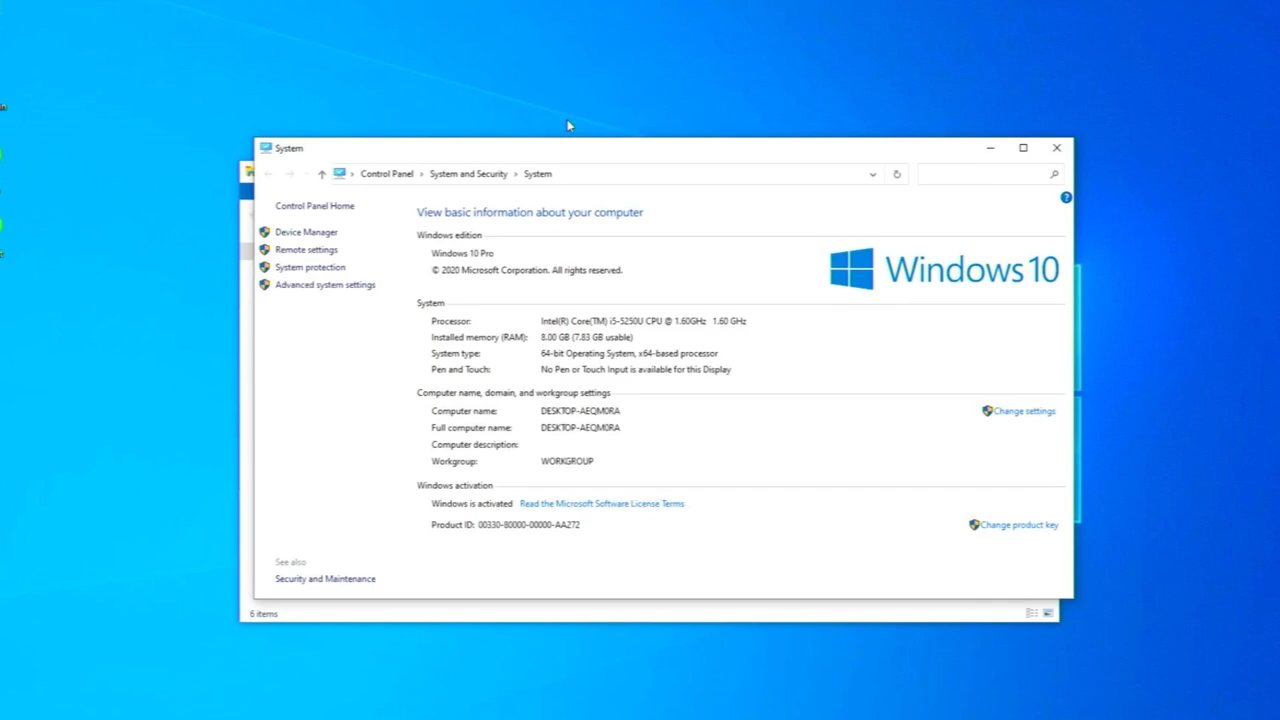 System
Control Panel › System and Security › System
Control Panel Home
Device Manager
Remote settings
System protection
Advanced system settings
See also
Security and Maintenance
View basic information about your computer
Windows edition
Windows 10 Pro
© 2020 Microsoft Corporation. All rights reserved.
Windows 10
System
Processor: Intel(R) Core(TM) i5-5250U CPU @ 1.60GHz 1.60 GHz
Installed memory (RAM): 8.00 GB (7.83 GB usable)
System type: 64-bit Operating System, x64-based processor
Pen and Touch: No Pen or Touch Input is available for this Display
Computer name, domain, and workgroup settings
Computer name: DESKTOP-AEQM0RA Change settings
Full computer name: DESKTOP-AEQM0RA
Computer description:
Workgroup: WORKGROUP
Windows activation
Windows is activated Read the Microsoft Software License Terms
Product ID: 00330-80000-00000-AA272 Change product key
6 items